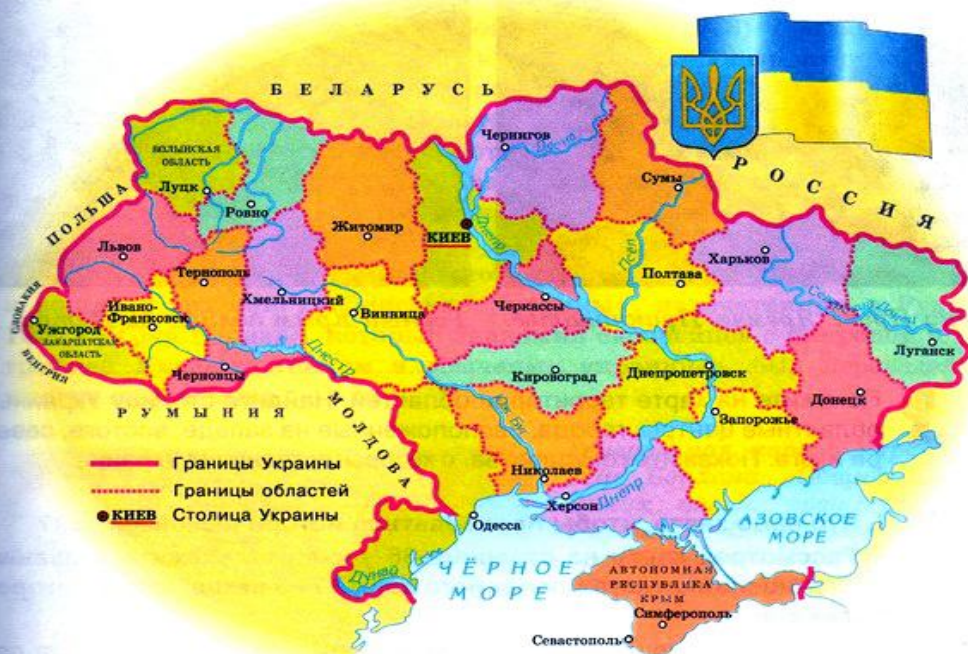 БЕЛАРУСЬ
РОССИЯ
ПОЛЬША
СЛОВАКИЯ
ВЕНГРИЯ
РУМЫНИЯ
МОЛДОВА
Чернигов
Десна
Сумы
ВОЛЫНСКАЯ
ОБЛАСТЬ
Луцк
Ровно
Житомир
КИЕВ
Днепр
Псёл
Львов
Тернополь
Хмельницкий
Винница
Черкассы
Полтава
Харьков
Северский Донец
Луганск
Ивано-
Франковск
Ужгород
ЗАКАРПАТСКАЯ
ОБЛАСТЬ
Черновцы
Днестр
Кировоград
Днепропетровск
Донецк
Запорожье
Ю. Буг
Николаев
Херсон
Днепр
Одесса
Дунай
ЧЁРНОЕ
МОРЕ
АЗОВСКОЕ
МОРЕ
АВТОНОМНАЯ
РЕСПУБЛИКА
КРЫМ
Симферополь
Севастополь
Границы Украины
Границы областей
КИЕВ Столица Украины